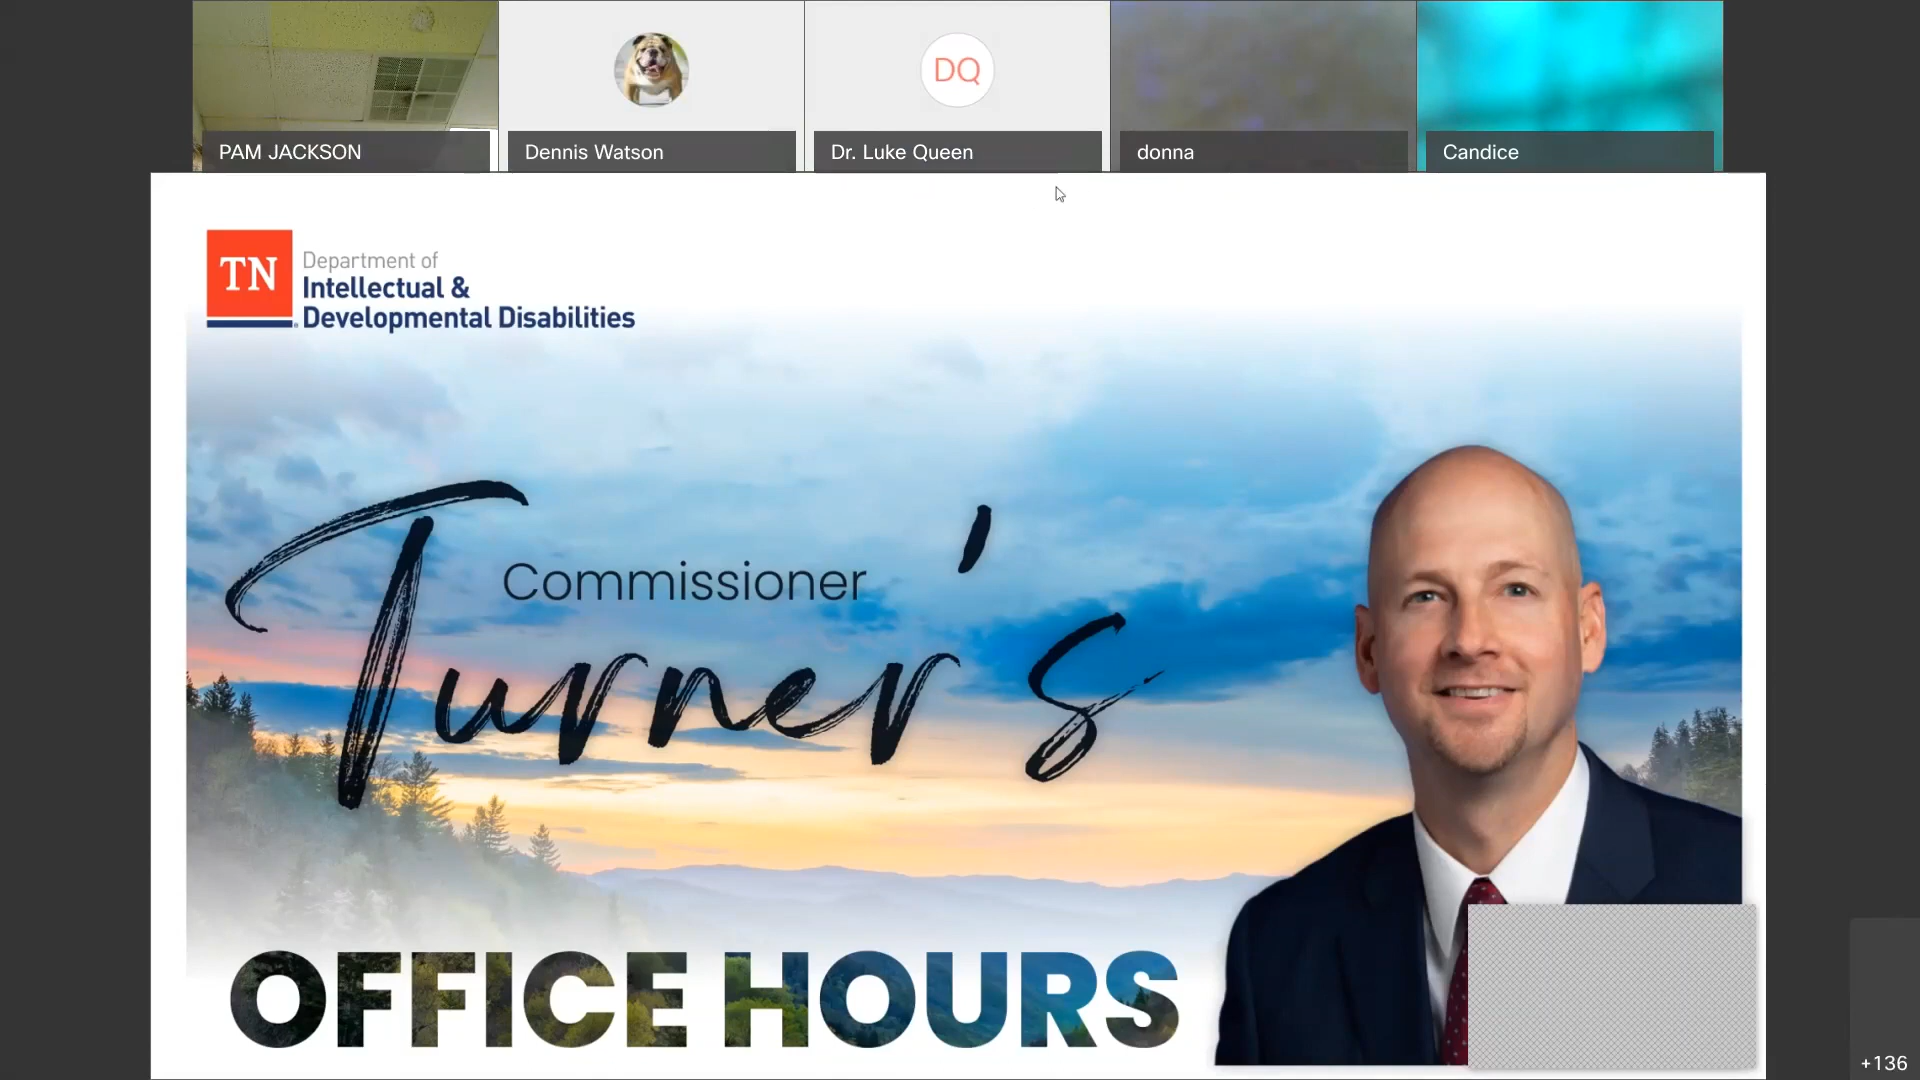 PAM JACKSON
Dennis Watson
DQ
Dr. Luke Queen
donna
Candice
TN
Department of
Intellectual &
Developmental Disabilities
Commissioner
Turner's
OFFICE HOURS
+136